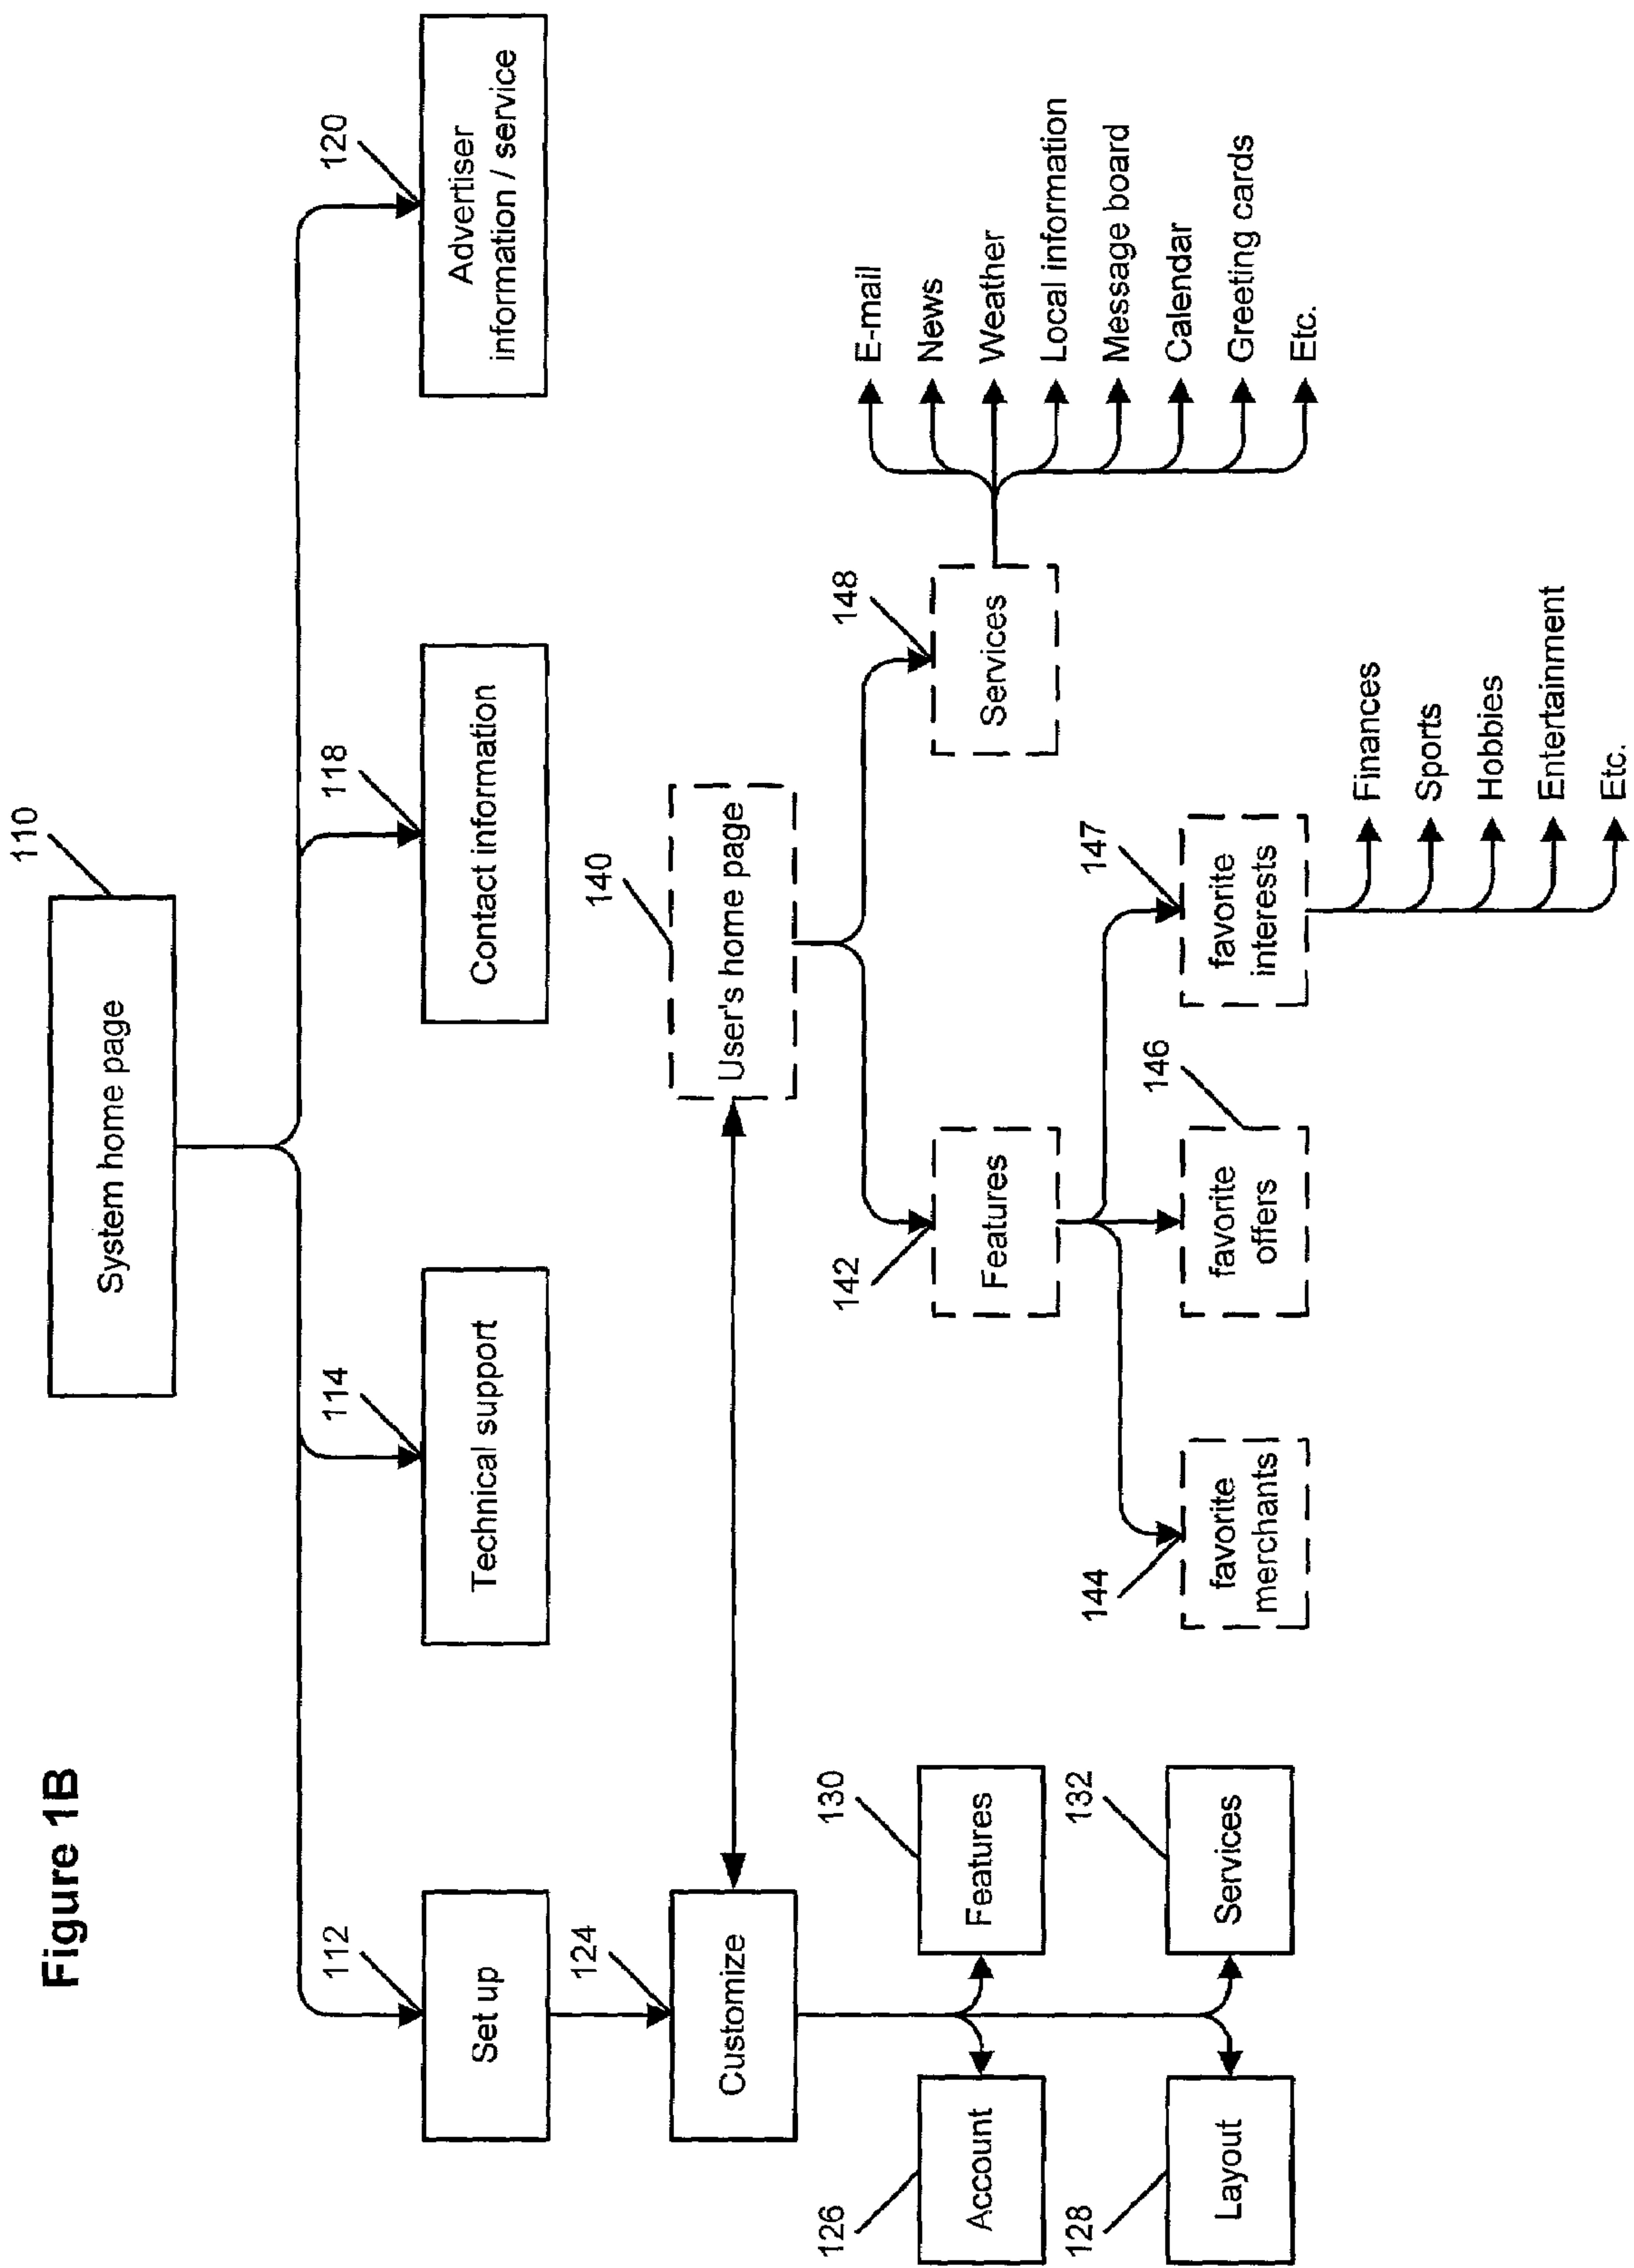 Figure 1B
110
System home page
112
114
118
120
Set up
Technical support
Contact information
Advertiser
information / service
124
140
Customize
User's home page
126
130
142
148
Account
Features
Features
Services
E-mail
News
Weather
Local information
Message board
Calendar
Greeting cards
Etc.
128
132
144
146
147
Layout
Services
favorite
merchants
favorite
offers
favorite
interests
Finances
Sports
Hobbies
Entertainment
Etc.